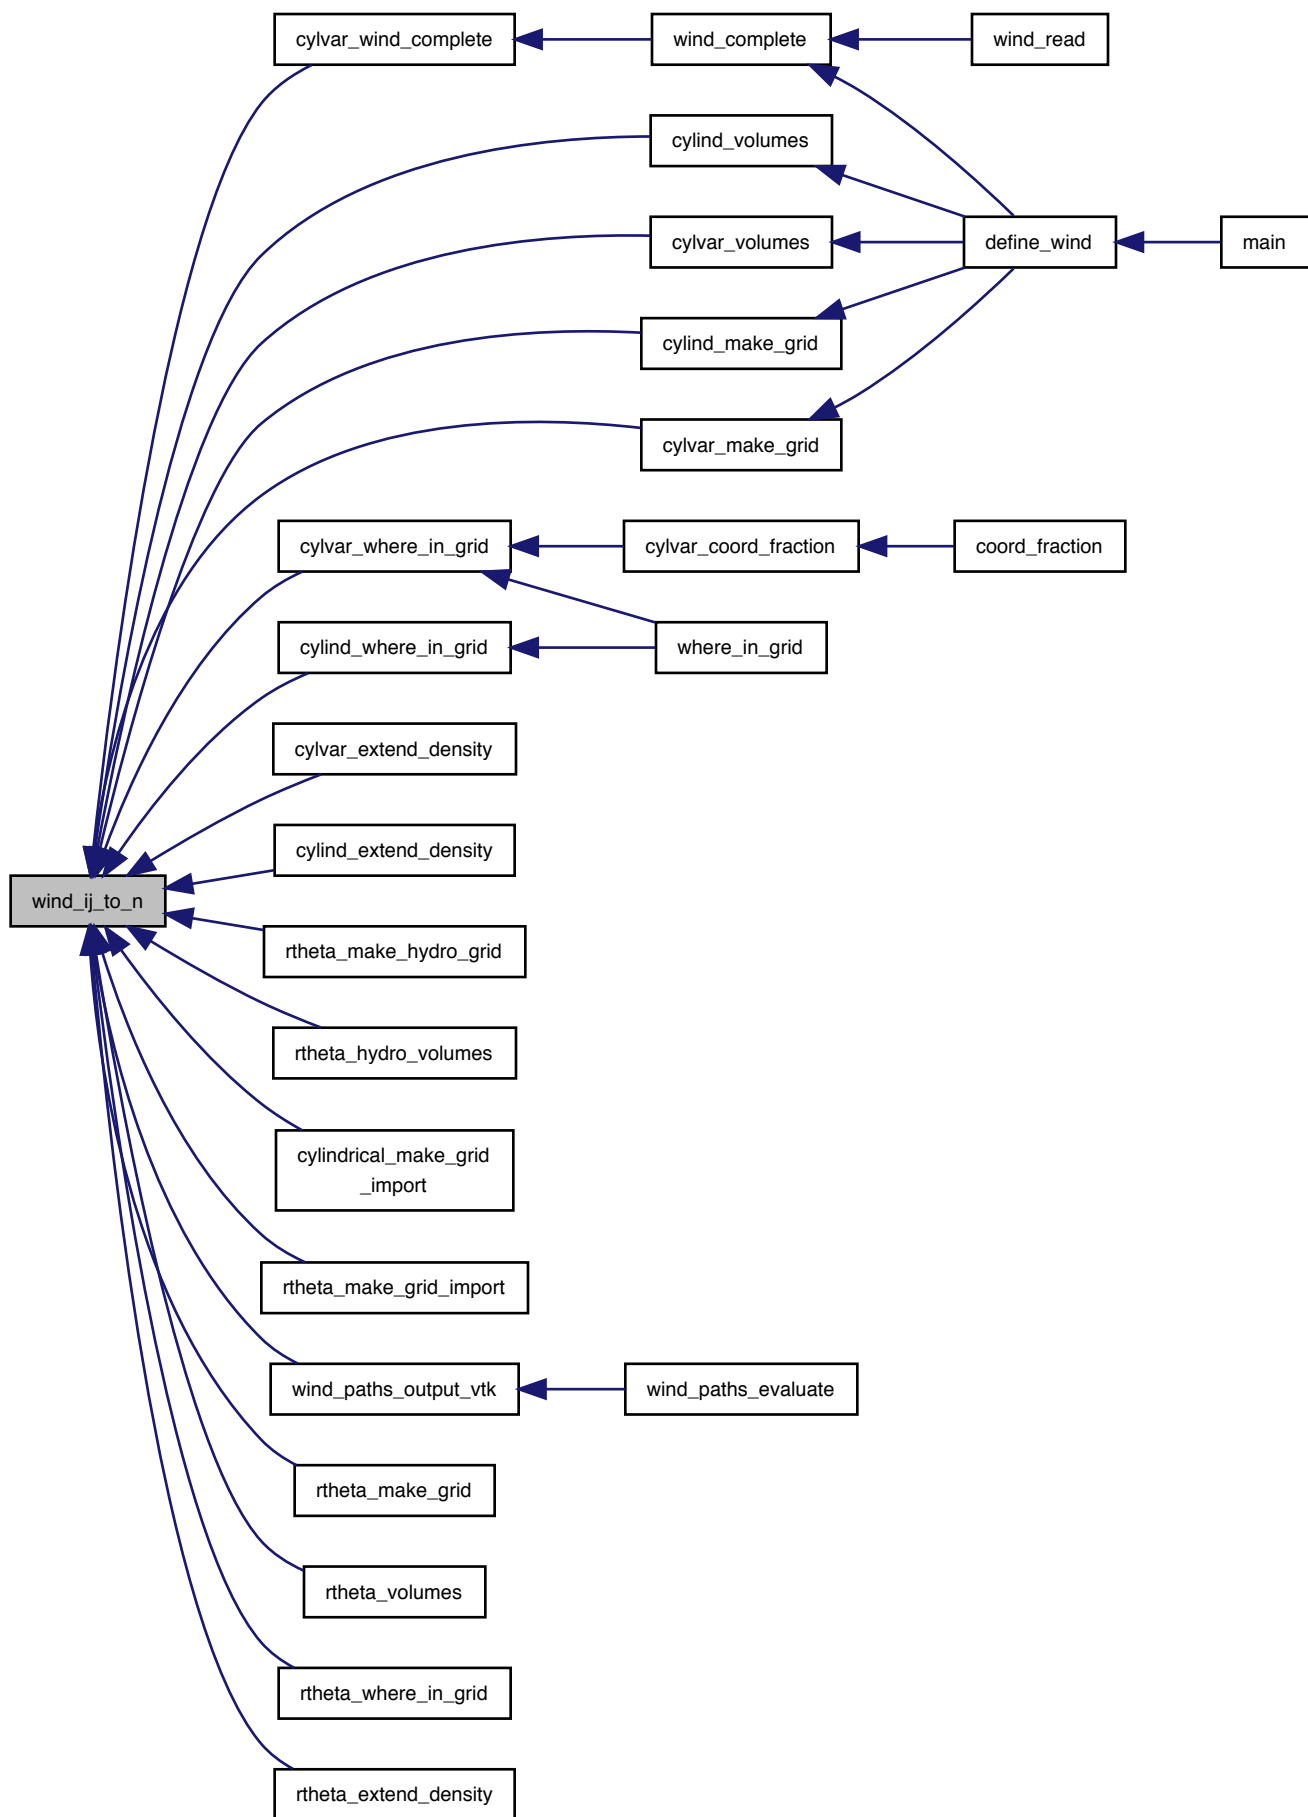 cylvar_wind_complete
wind_complete
wind_read
cylind_volumes
cylvar_volumes
define_wind
main
cylind_make_grid
cylvar_make_grid
cylvar_where_in_grid
cylvar_coord_fraction
coord_fraction
cylind_where_in_grid
where_in_grid
cylvar_extend_density
cylind_extend_density
wind_ij_to_n
rtheta_make_hydro_grid
rtheta_hydro_volumes
cylindrical_make_grid
_import
rtheta_make_grid_import
wind_paths_output_vtk
wind_paths_evaluate
rtheta_make_grid
rtheta_volumes
rtheta_where_in_grid
rtheta_extend_density